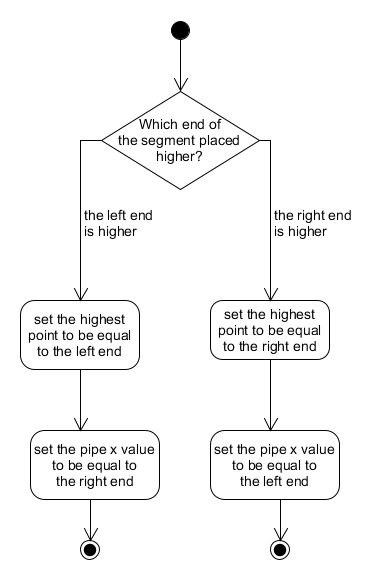 Which end of
the segment placed
higher?
the left end
is higher
the right end
is higher
set the highest
point to be equal
to the left end
set the highest
point to be equal
to the right end
set the pipe x value
to be equal to
the right end
set the pipe x value
to be equal to
the left end